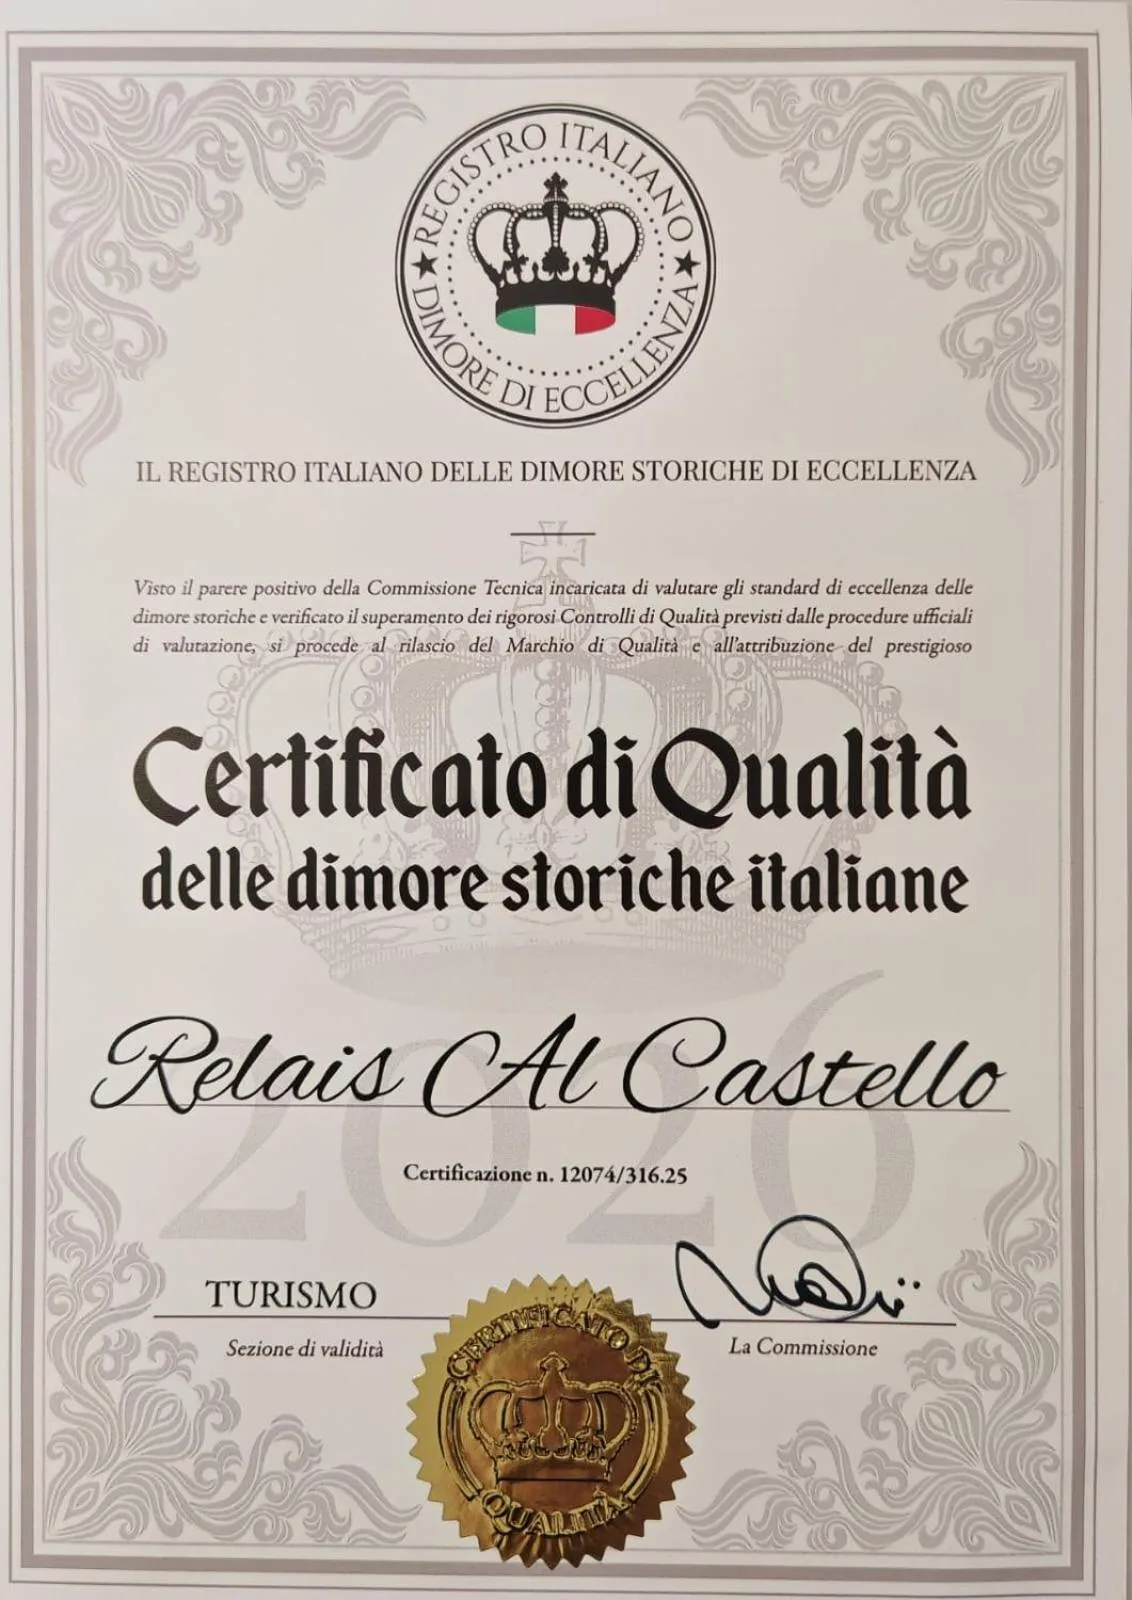 REGISTRO ITALIANO
DIMORE DI ECCELLENZA
IL REGISTRO ITALIANO DELLE DIMORE STORICHE DI ECCELLENZA
Visto il parere positivo della Commissione Tecnica incaricata di valutare gli standard di eccellenza delle
dimore storiche e verificato il superamento dei rigorosi Controlli di Qualità previsti dalle procedure ufficiali
di valutazione, si procede al rilascio del Marchio di Qualità e all'attribuzione del prestigioso
Certificato di Qualità
delle dimore storiche italiane
2026
Relais Al Castello
Certificazione n. 12074/316.25
TURISMO
Sezione di validità
La Commissione
CERTIFICATO DI
QUALITÀ